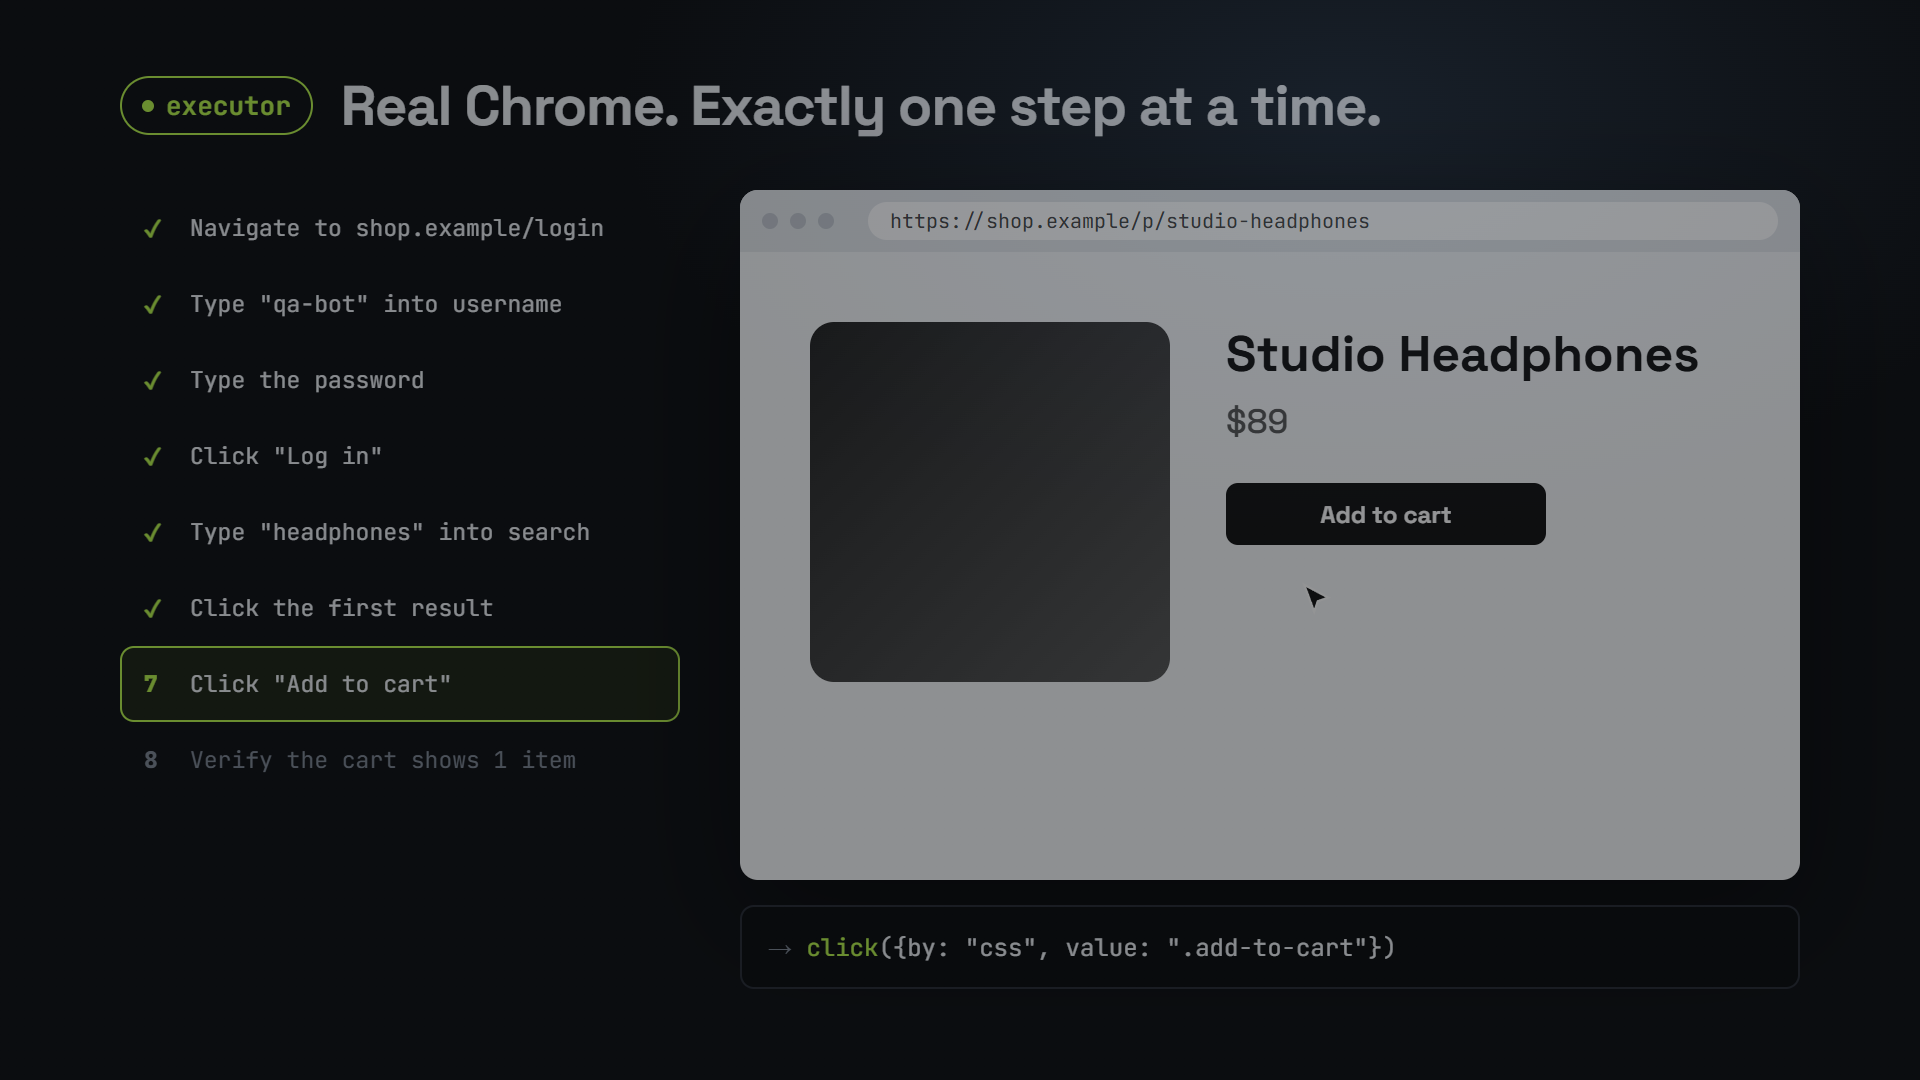 executor
Real Chrome. Exactly one step at a time.
✓ Navigate to shop.example/login
✓ Type "qa-bot" into username
✓ Type the password
✓ Click "Log in"
✓ Type "headphones" into search
✓ Click the first result
7 Click "Add to cart"
8 Verify the cart shows 1 item
https://shop.example/p/studio-headphones
Studio Headphones
$89
Add to cart
→ click({by: "css", value: ".add-to-cart"})